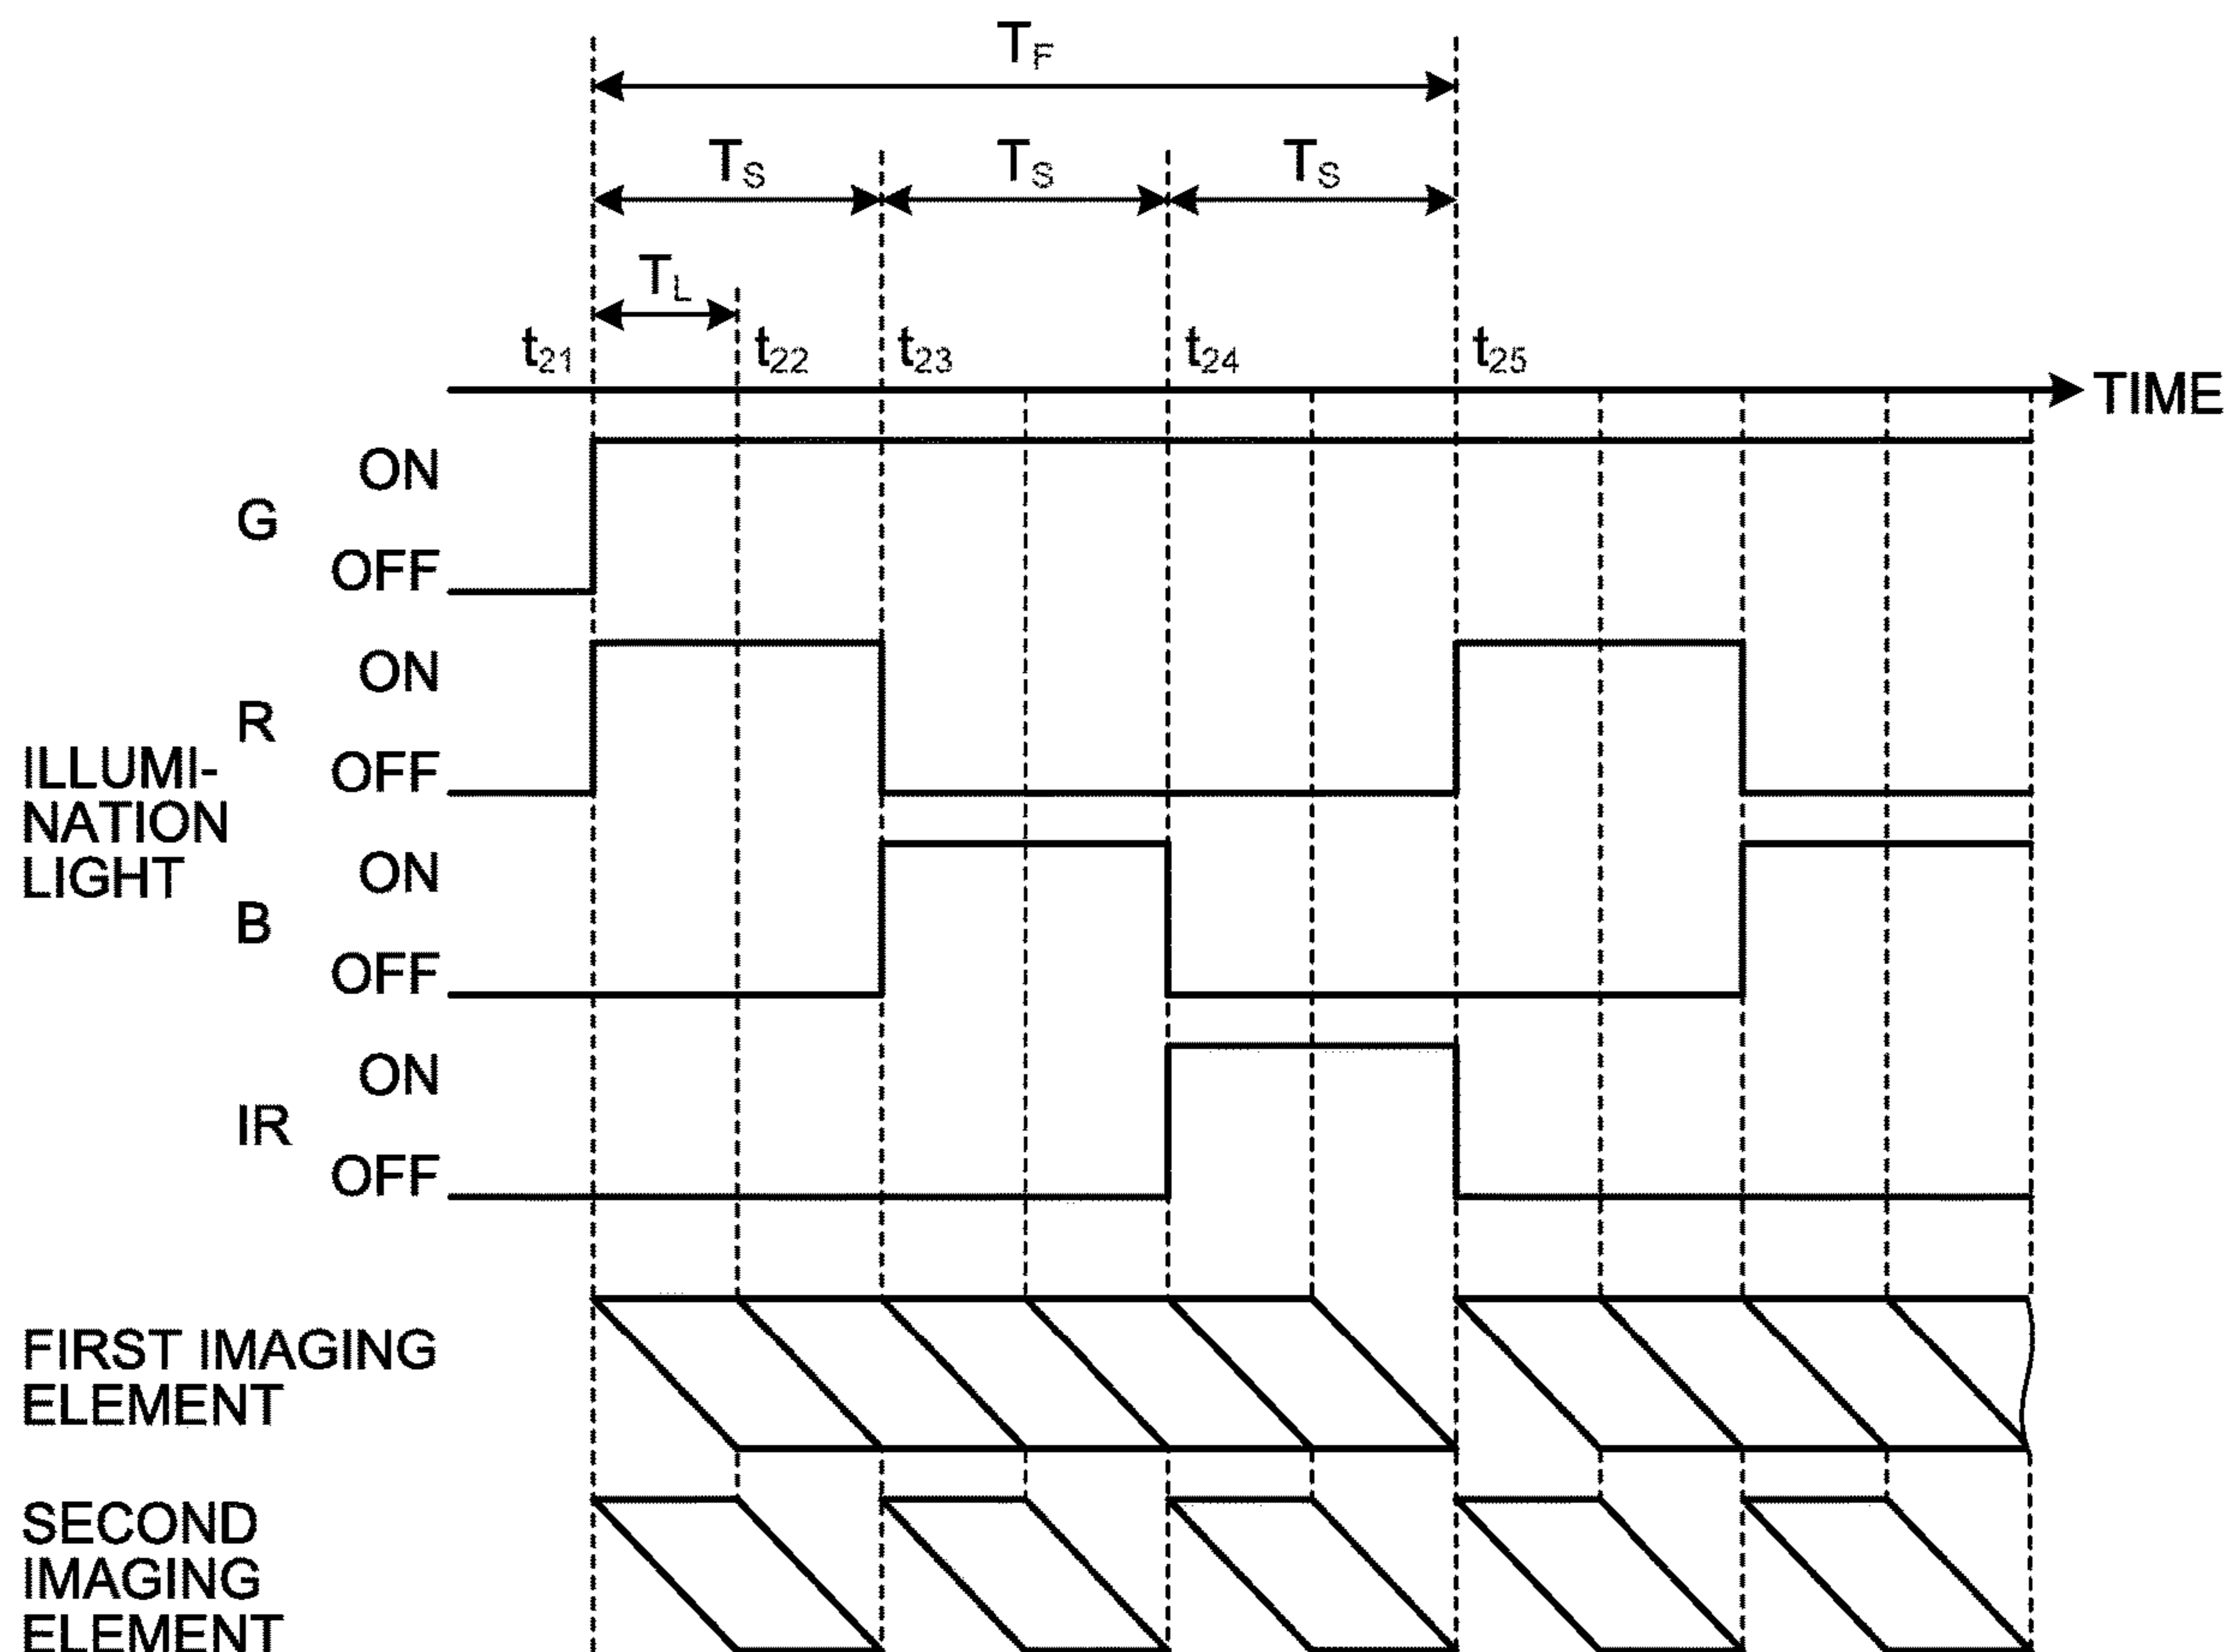 T_F
T_S T_S T_S
T_L
t_21 t_22 t_23 t_24 t_25
TIME
ON
G
OFF
ON
R
OFF
ILLUMI-
NATION
LIGHT
ON
B
OFF
ON
IR
OFF
FIRST IMAGING
ELEMENT
SECOND
IMAGING
ELEMENT